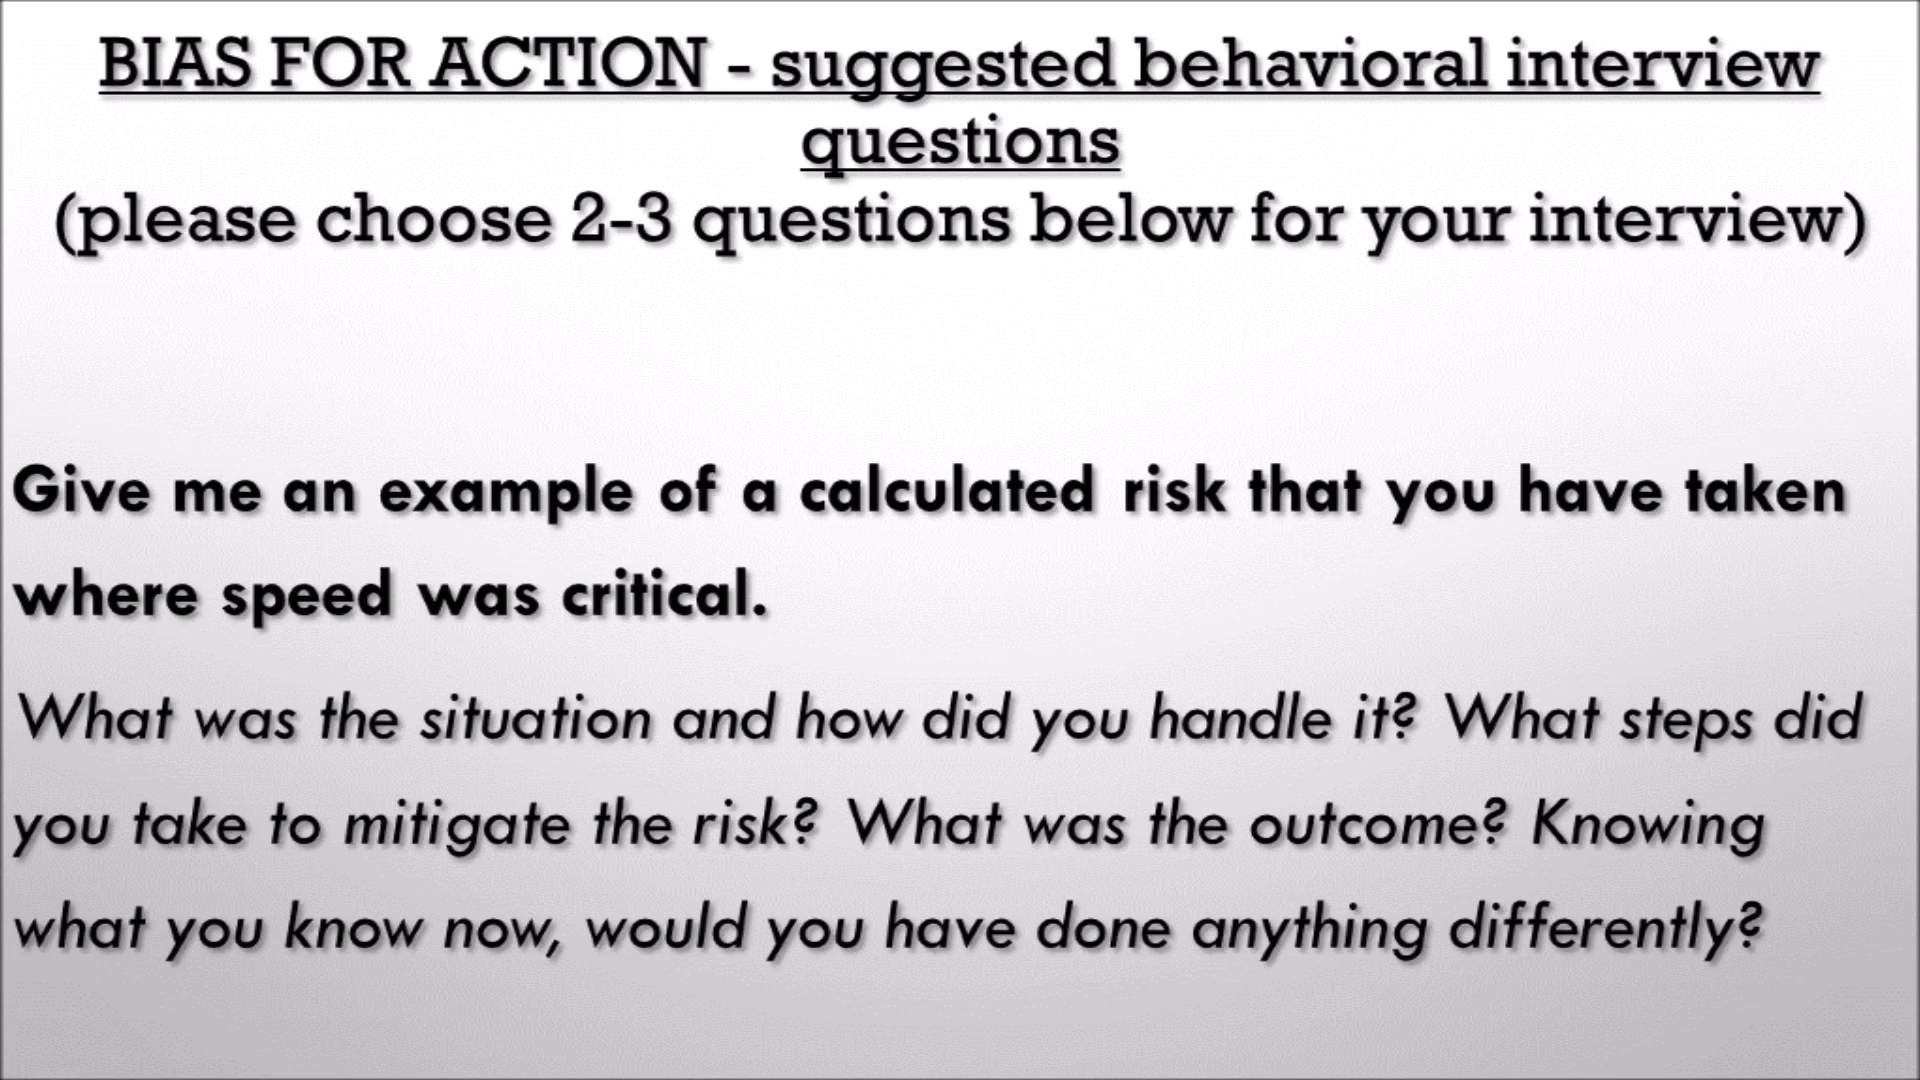 BIAS FOR ACTION - suggested behavioral interview
questions
(please choose 2-3 questions below for your interview)
Give me an example of a calculated risk that you have taken
where speed was critical.
What was the situation and how did you handle it? What steps did
you take to mitigate the risk? What was the outcome? Knowing
what you know now, would you have done anything differently?